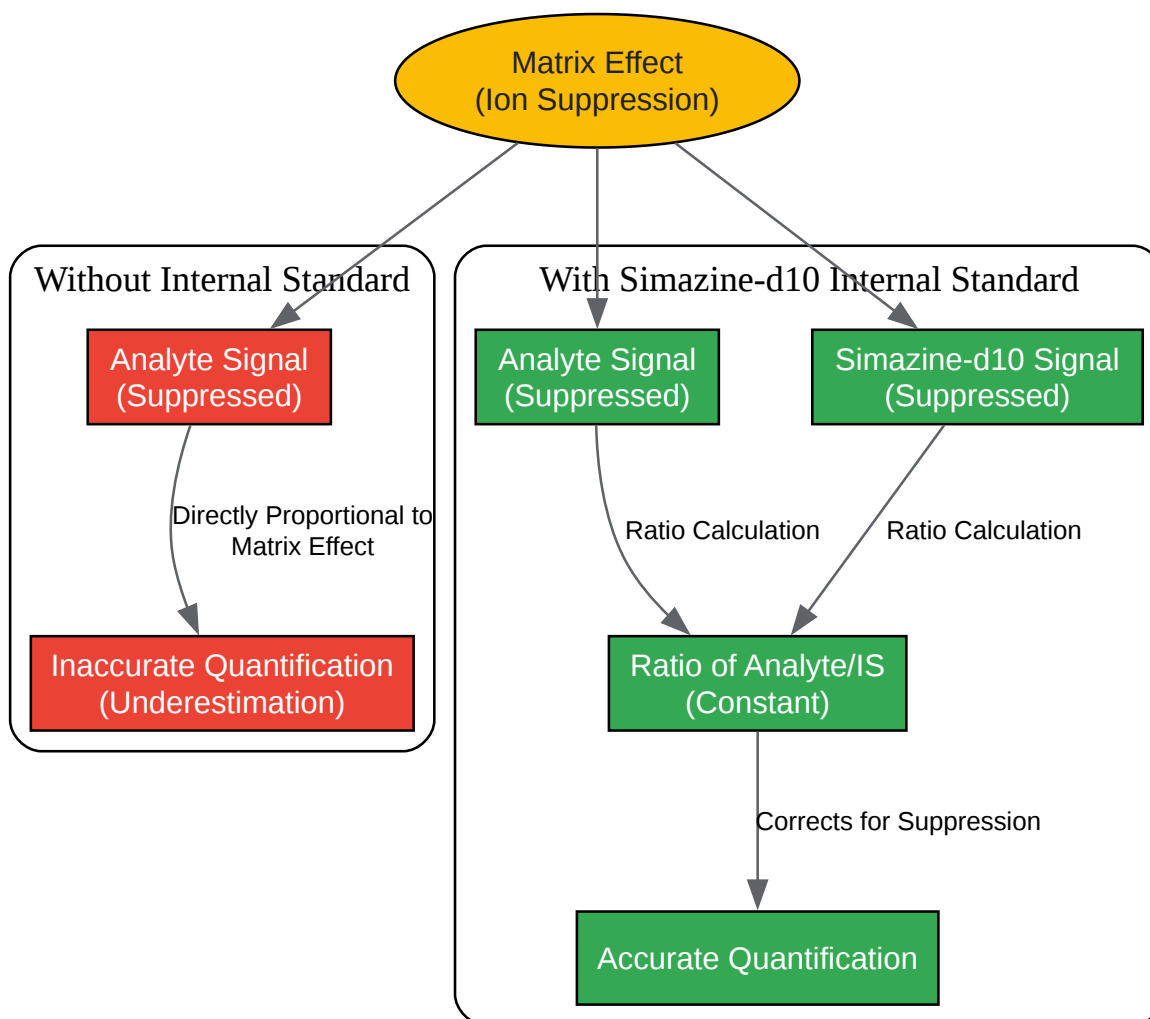 Matrix Effect
(Ion Suppression)
Without Internal Standard
Analyte Signal
(Suppressed)
Directly Proportional to
Matrix Effect
Inaccurate Quantification
(Underestimation)
With Simazine-d10 Internal Standard
Analyte Signal
(Suppressed)
Simazine-d10 Signal
(Suppressed)
Ratio Calculation
Ratio Calculation
Ratio of Analyte/IS
(Constant)
Corrects for Suppression
Accurate Quantification